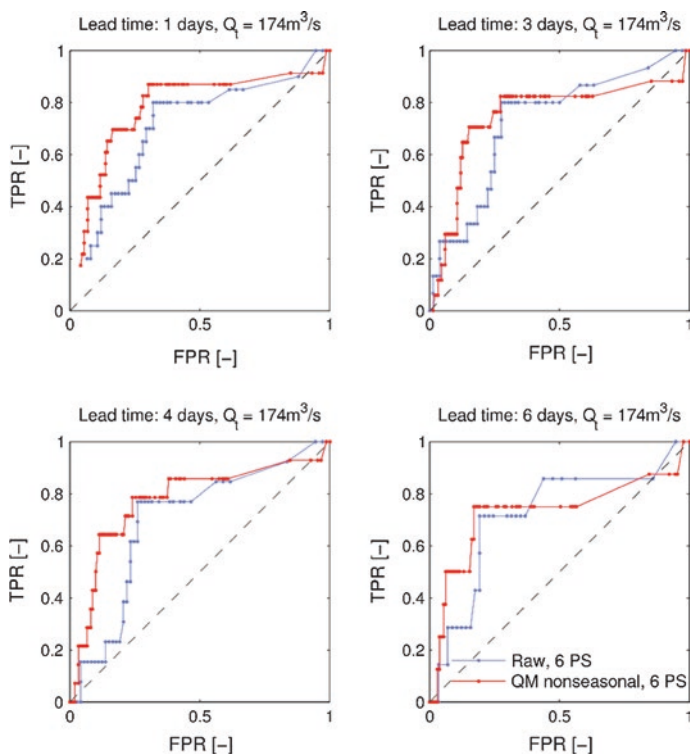 Lead time: 1 days, Qt = 174m3/s
1
0.8
0.6
0.4
0.2
0
TPR [–]
0
0.5
1
FPR [–]
Lead time: 3 days, Qt = 174m3/s
1
0.8
0.6
0.4
0.2
0
TPR [–]
0
0.5
1
FPR [–]
Lead time: 4 days, Qt = 174m3/s
1
0.8
0.6
0.4
0.2
0
TPR [–]
0
0.5
1
FPR [–]
Lead time: 6 days, Qt = 174m3/s
1
0.8
0.6
0.4
0.2
0
TPR [–]
Raw, 6 PS
QM nonseasonal, 6 PS
0
0.5
1
FPR [–]